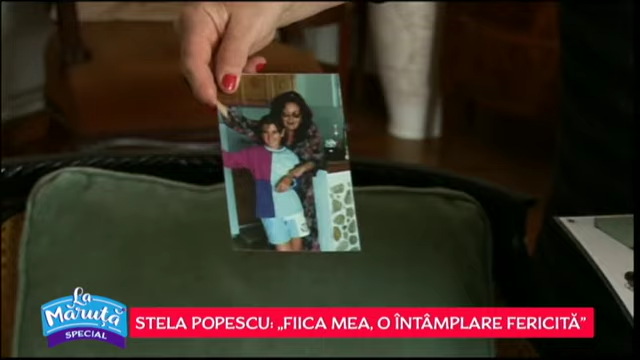 La
Măruță
SPECIAL
STELA POPESCU: „FIICA MEA, O ÎNTÂMPLARE FERICITĂ”